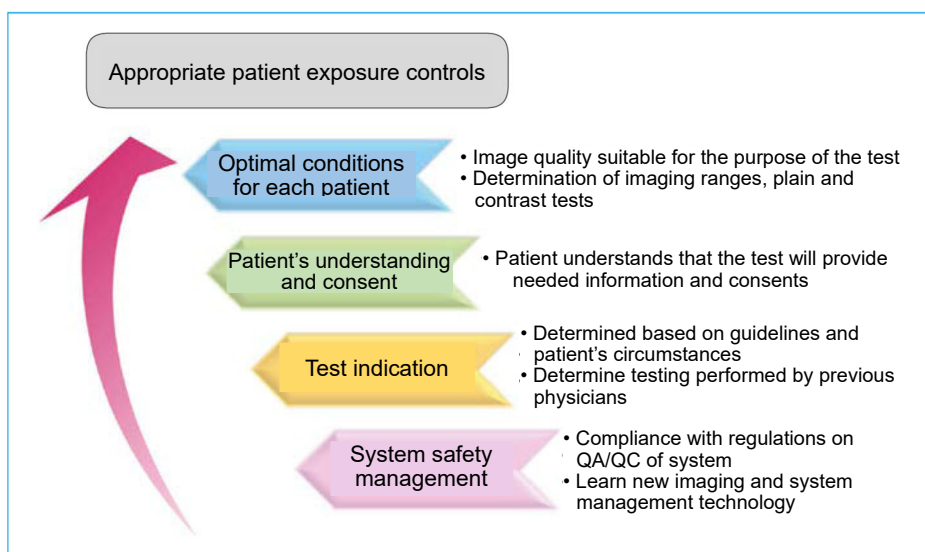 Appropriate patient exposure controls
Optimal conditions
for each patient
• Image quality suitable for the purpose of the test
• Determination of imaging ranges, plain and
contrast tests
Patient's understanding
and consent
• Patient understands that the test will provide
needed information and consents
Test indication
• Determined based on guidelines and
patient's circumstances
• Determine testing performed by previous
physicians
System safety
management
• Compliance with regulations on
QA/QC of system
• Learn new imaging and system
management technology